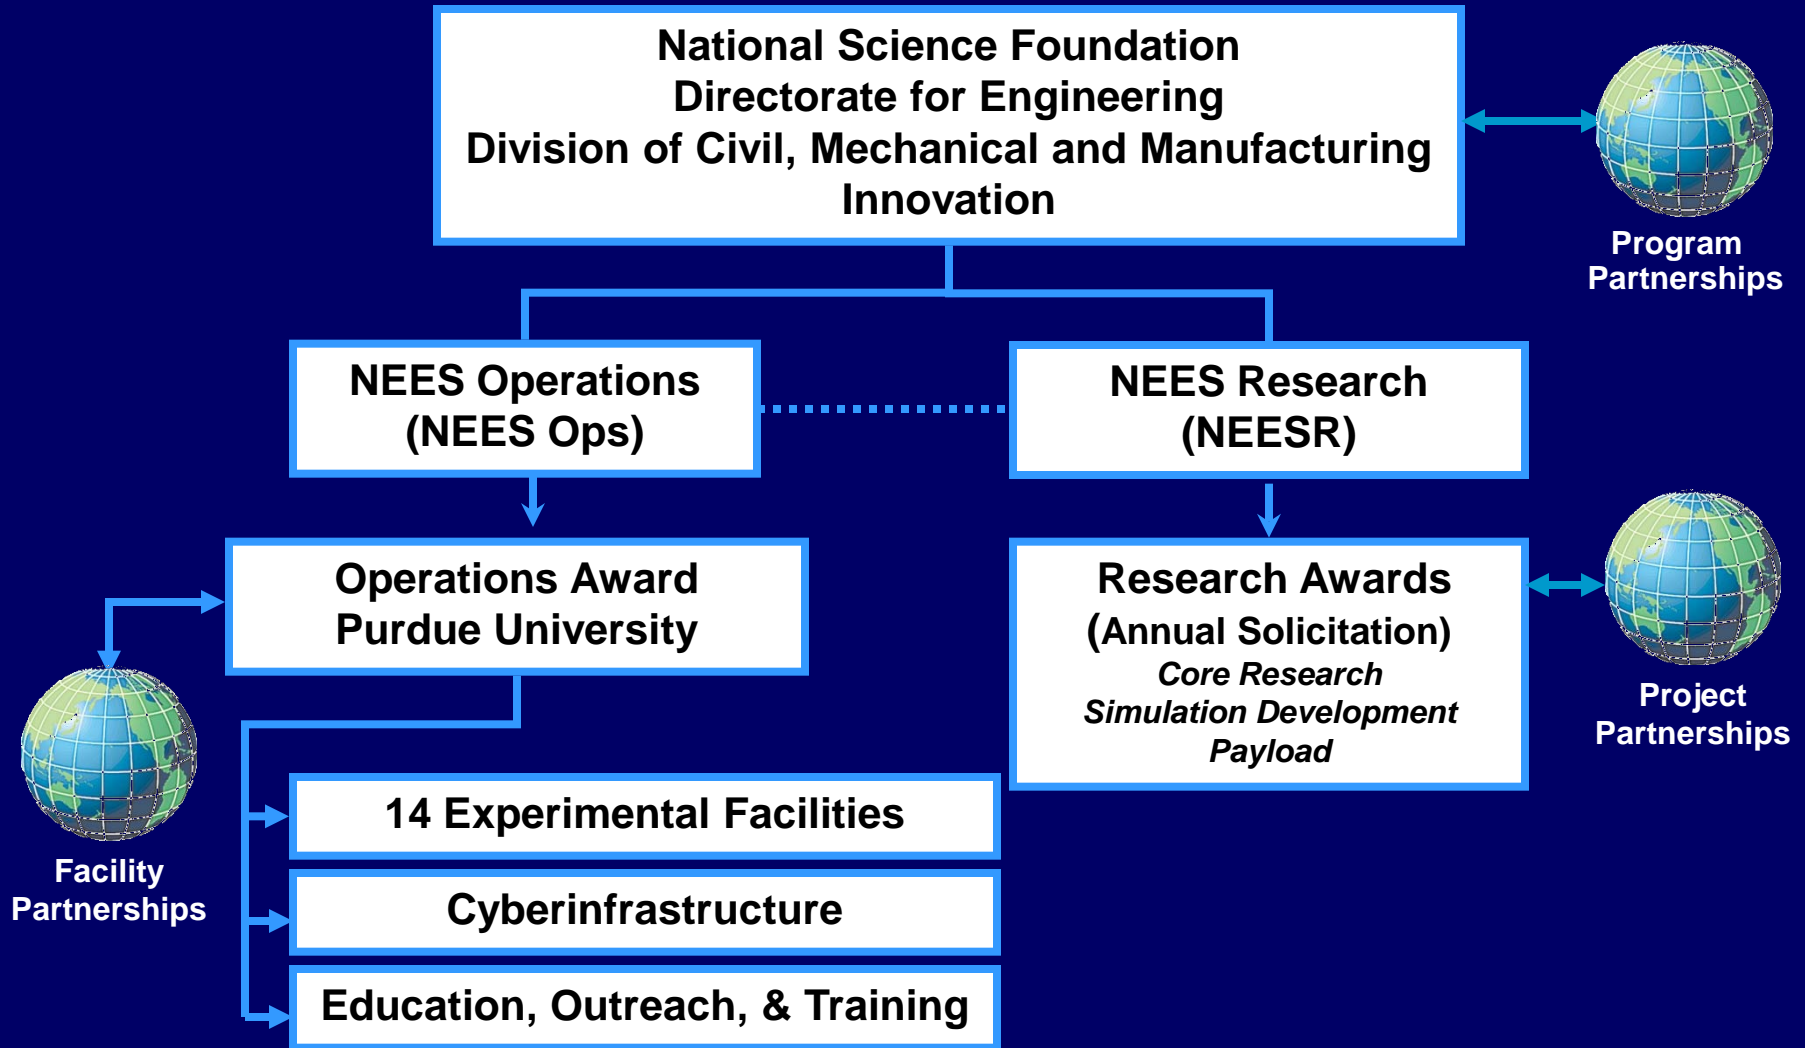 National Science Foundation
Directorate for Engineering
Division of Civil, Mechanical and Manufacturing
Innovation
Program
Partnerships
NEES Operations
(NEES Ops)
NEES Research
(NEESR)
Operations Award
Purdue University
Research Awards
(Annual Solicitation)
Core Research
Simulation Development
Payload
Project
Partnerships
Facility
Partnerships
14 Experimental Facilities
Cyberinfrastructure
Education, Outreach, & Training